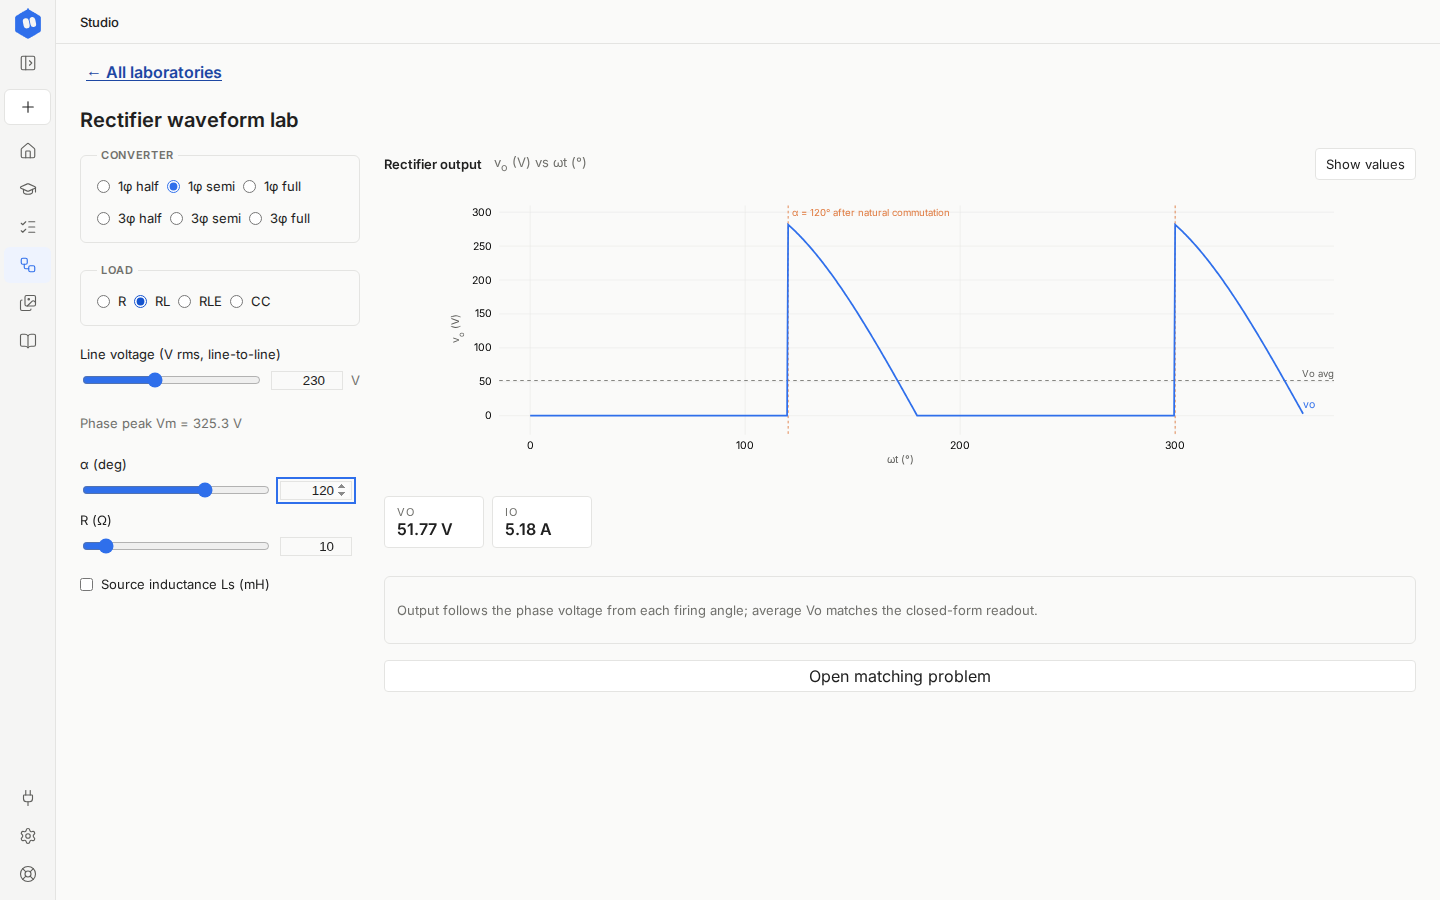 Studio
← All laboratories
Rectifier waveform lab
CONVERTER
1φ half 1φ semi 1φ full
3φ half 3φ semi 3φ full
LOAD
R RL RLE CC
Line voltage (V rms, line-to-line)
230 V
Phase peak Vm = 325.3 V
α (deg)
120
R (Ω)
10
Source inductance Ls (mH)
Rectifier output vo (V) vs ωt (°)
Show values
α = 120° after natural commutation
300
250
200
150
100
50
0
vo (V)
Vo avg
vo
0 100 200 300
ωt (°)
VO
51.77 V
IO
5.18 A
Output follows the phase voltage from each firing angle; average Vo matches the closed-form readout.
Open matching problem